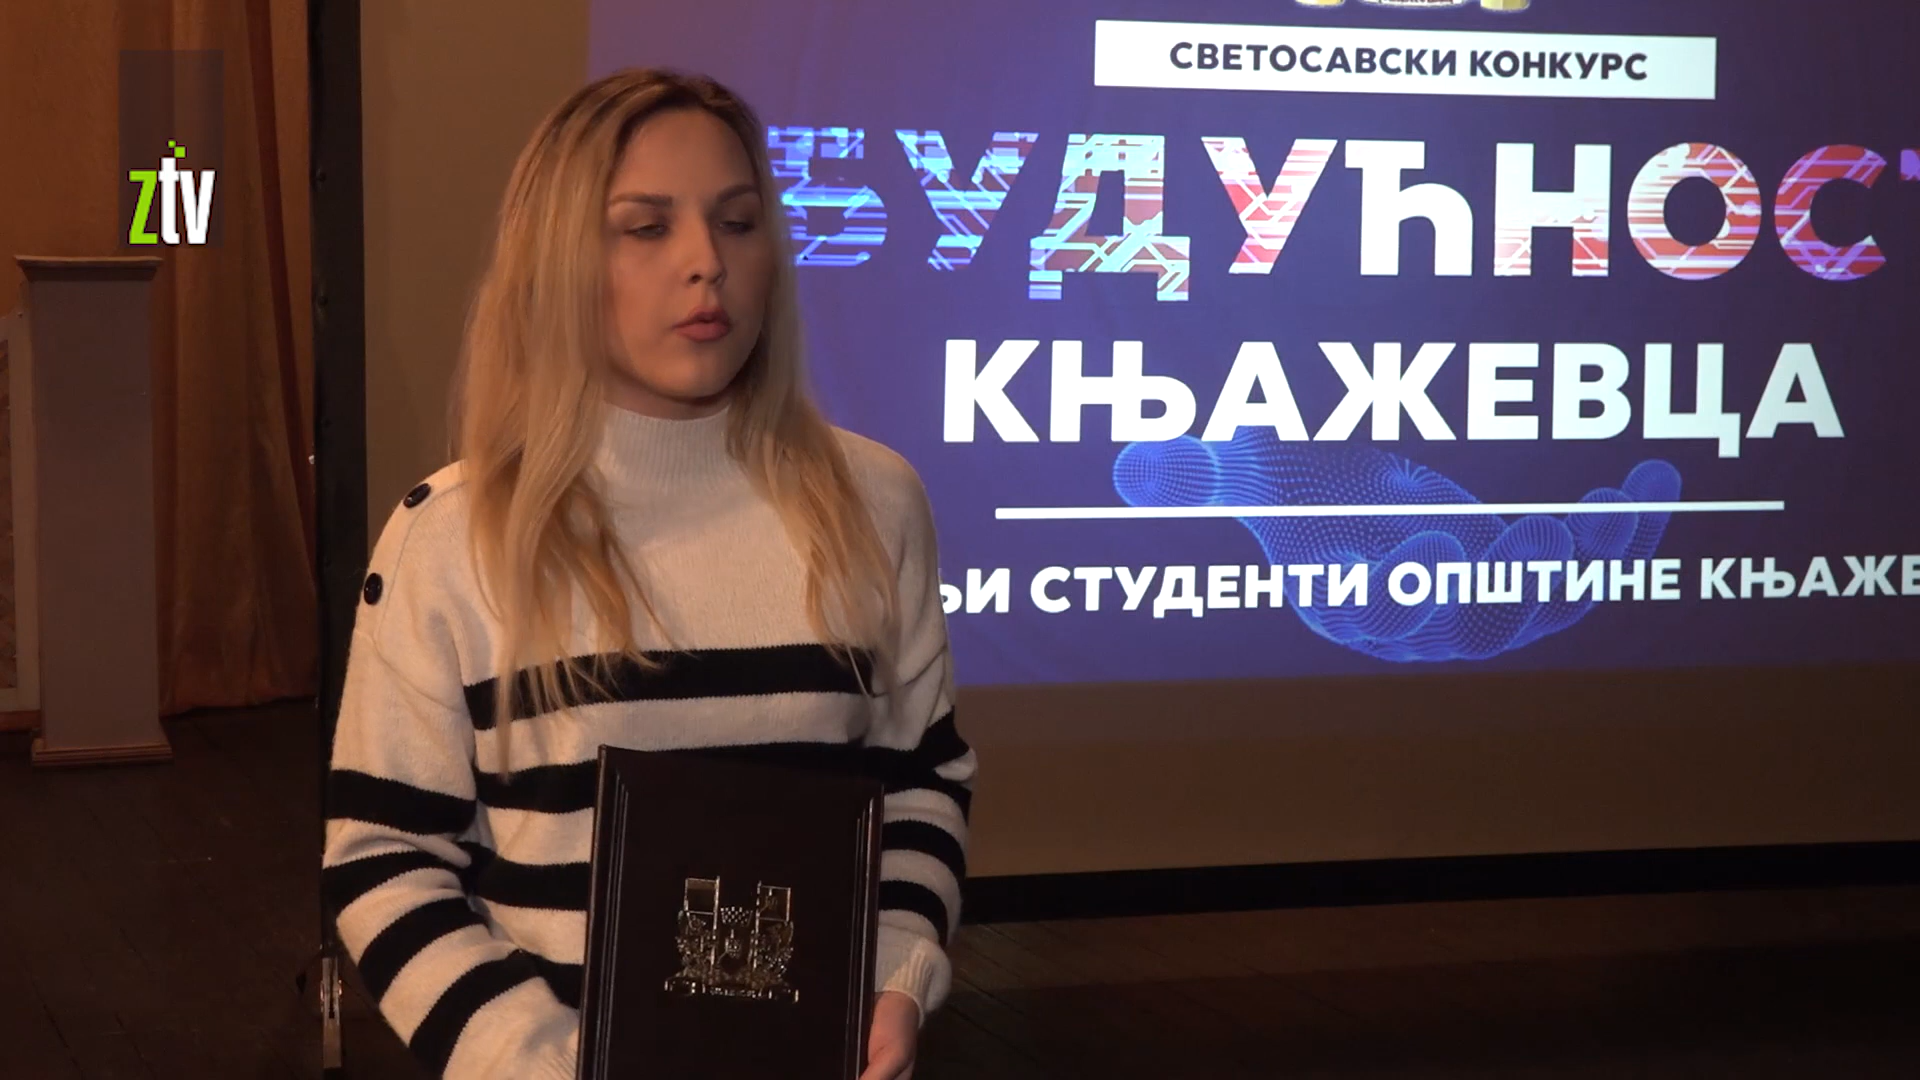 ztv
СВЕТОСАВСКИ КОНКУРС
БУДУЋНОСТ
КЊАЖЕВЦА
СТУДЕНТИ ОПШТИНЕ